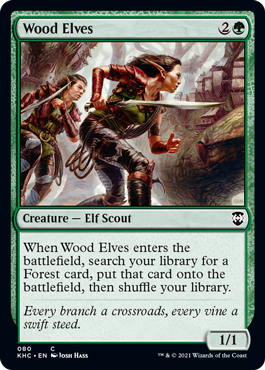 Wood Elves 2
Creature — Elf Scout
When Wood Elves enters the
battlefield, search your library for a
Forest card, put that card onto the
battlefield, then shuffle your library.
Every branch a crossroads, every vine a
swift steed.
1/1
080 C
KHC • EN Josh Hass ™ & © 2021 Wizards of the Coast